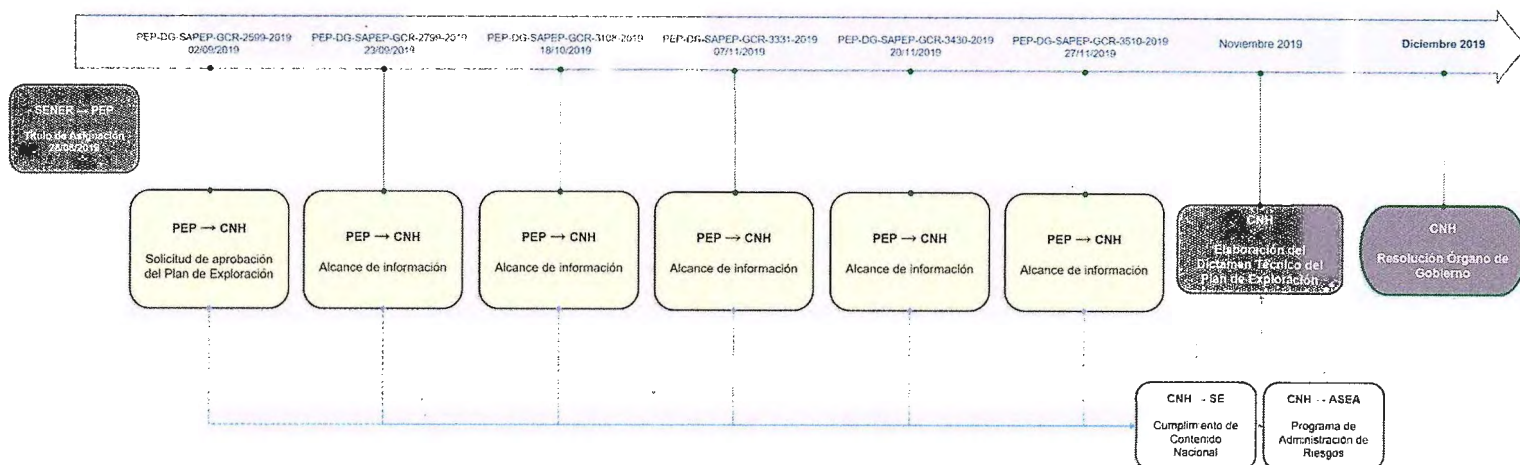 PEP-DG-SAPEP-GCR-2599-2019
02/09/2019
PEP-DG-SAPEP-GCR-2799-2019
23/09/2019
PEP-DG-SAPEP-GCR-3108-2019
18/10/2019
PEP-DG-SAPEP-GCR-3331-2019
07/11/2019
PEP-DG-SAPEP-GCR-3430-2019
20/11/2019
PEP-DG-SAPEP-GCR-3510-2019
27/11/2019
Noviembre 2019
Diciembre 2019
SENER → PEP
Título de Asignación
PEP → CNH
Solicitud de aprobación
del Plan de Exploración
PEP → CNH
Alcance de información
PEP → CNH
Alcance de información
PEP → CNH
Alcance de información
PEP → CNH
Alcance de información
PEP → CNH
Alcance de información
CNH
Elaboración del
Dictamen Técnico del
Plan de Exploración
CNH
Resolución Órgano de
Gobierno
CNH → SE
Cumplimiento de
Contenido
Nacional
CNH → ASEA
Programa de
Administración de
Riesgos